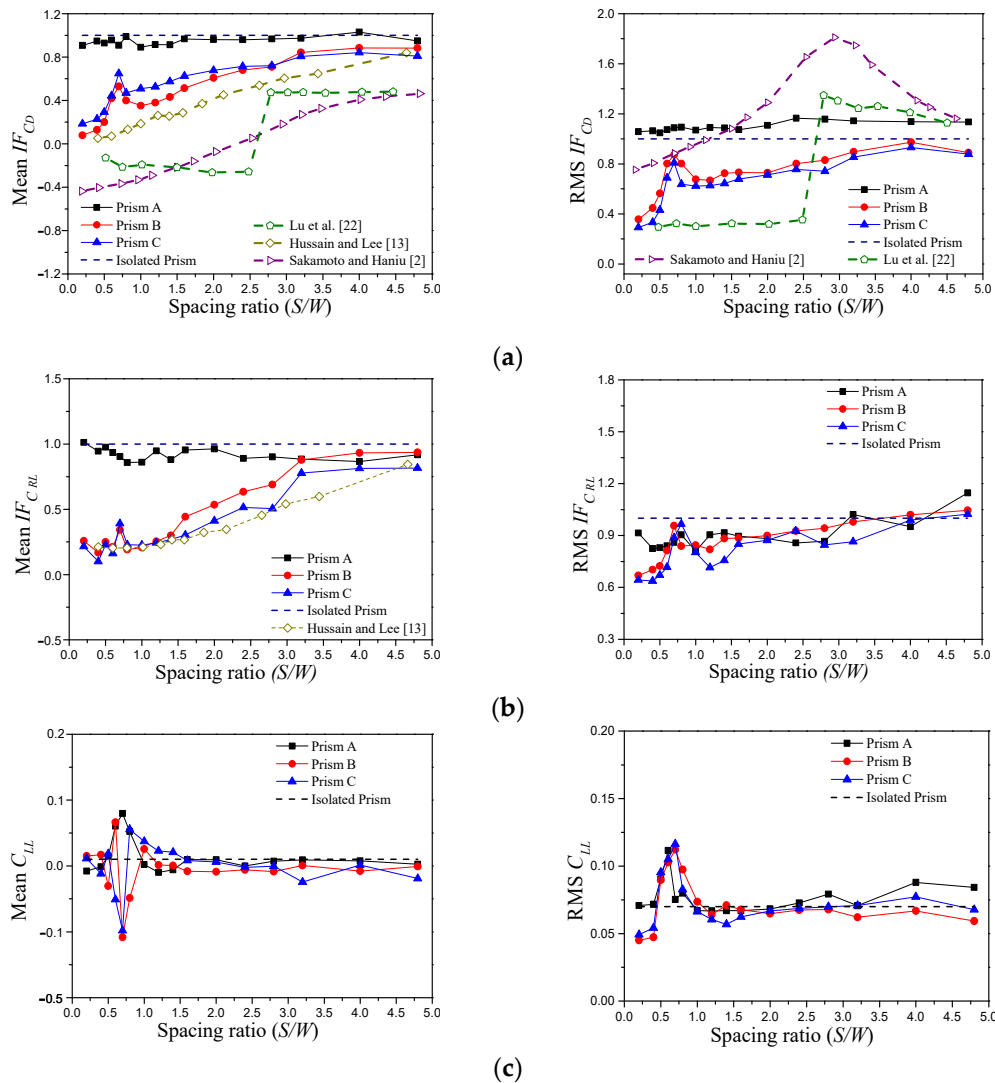 Mean IF_CD
1.2
0.8
0.4
0.0
−0.4
−0.8
−1.2
Prism A
Prism B
Prism C
Isolated Prism
Lu et al. [22]
Hussain and Lee [13]
Sakamoto and Haniu [2]
0.0 0.5 1.0 1.5 2.0 2.5 3.0 3.5 4.0 4.5 5.0
Spacing ratio (S/W)
RMS IF_CD
2.0
1.6
1.2
0.8
0.4
0.0
Prism A
Prism B
Prism C
Isolated Prism
Sakamoto and Haniu [2]
Lu et al. [22]
0.0 0.5 1.0 1.5 2.0 2.5 3.0 3.5 4.0 4.5 5.0
Spacing ratio (S/W)
(a)
Mean IF_C RL
1.5
1.0
0.5
0.0
−0.5
Prism A
Prism B
Prism C
Isolated Prism
Hussain and Lee [13]
0.0 0.5 1.0 1.5 2.0 2.5 3.0 3.5 4.0 4.5 5.0
Spacing ratio (S/W)
RMS IF_C RL
1.8
1.5
1.2
0.9
0.6
0.3
Prism A
Prism B
Prism C
Isolated Prism
0.0 0.5 1.0 1.5 2.0 2.5 3.0 3.5 4.0 4.5 5.0
Spacing ratio (S/W)
(b)
Mean C_LL
0.2
0.1
0.0
−0.1
−0.5
Prism A
Prism B
Prism C
Isolated Prism
0.0 0.5 1.0 1.5 2.0 2.5 3.0 3.5 4.0 4.5 5.0
Spacing ratio (S/W)
RMS C_LL
0.20
0.15
0.10
0.05
0.00
Prism A
Prism B
Prism C
Isolated Prism
0.0 0.5 1.0 1.5 2.0 2.5 3.0 3.5 4.0 4.5 5.0
Spacing ratio (S/W)
(c)